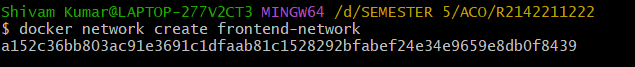 Shivam Kumar@LAPTOP-277V2CT3 MINGW64 /d/SEMESTER 5/ACO/R2142211222
$ docker network create frontend-network
a152c36bb803ac91e3691c1dfaab81c1528292bfabef24e34e9659e8db0f8439